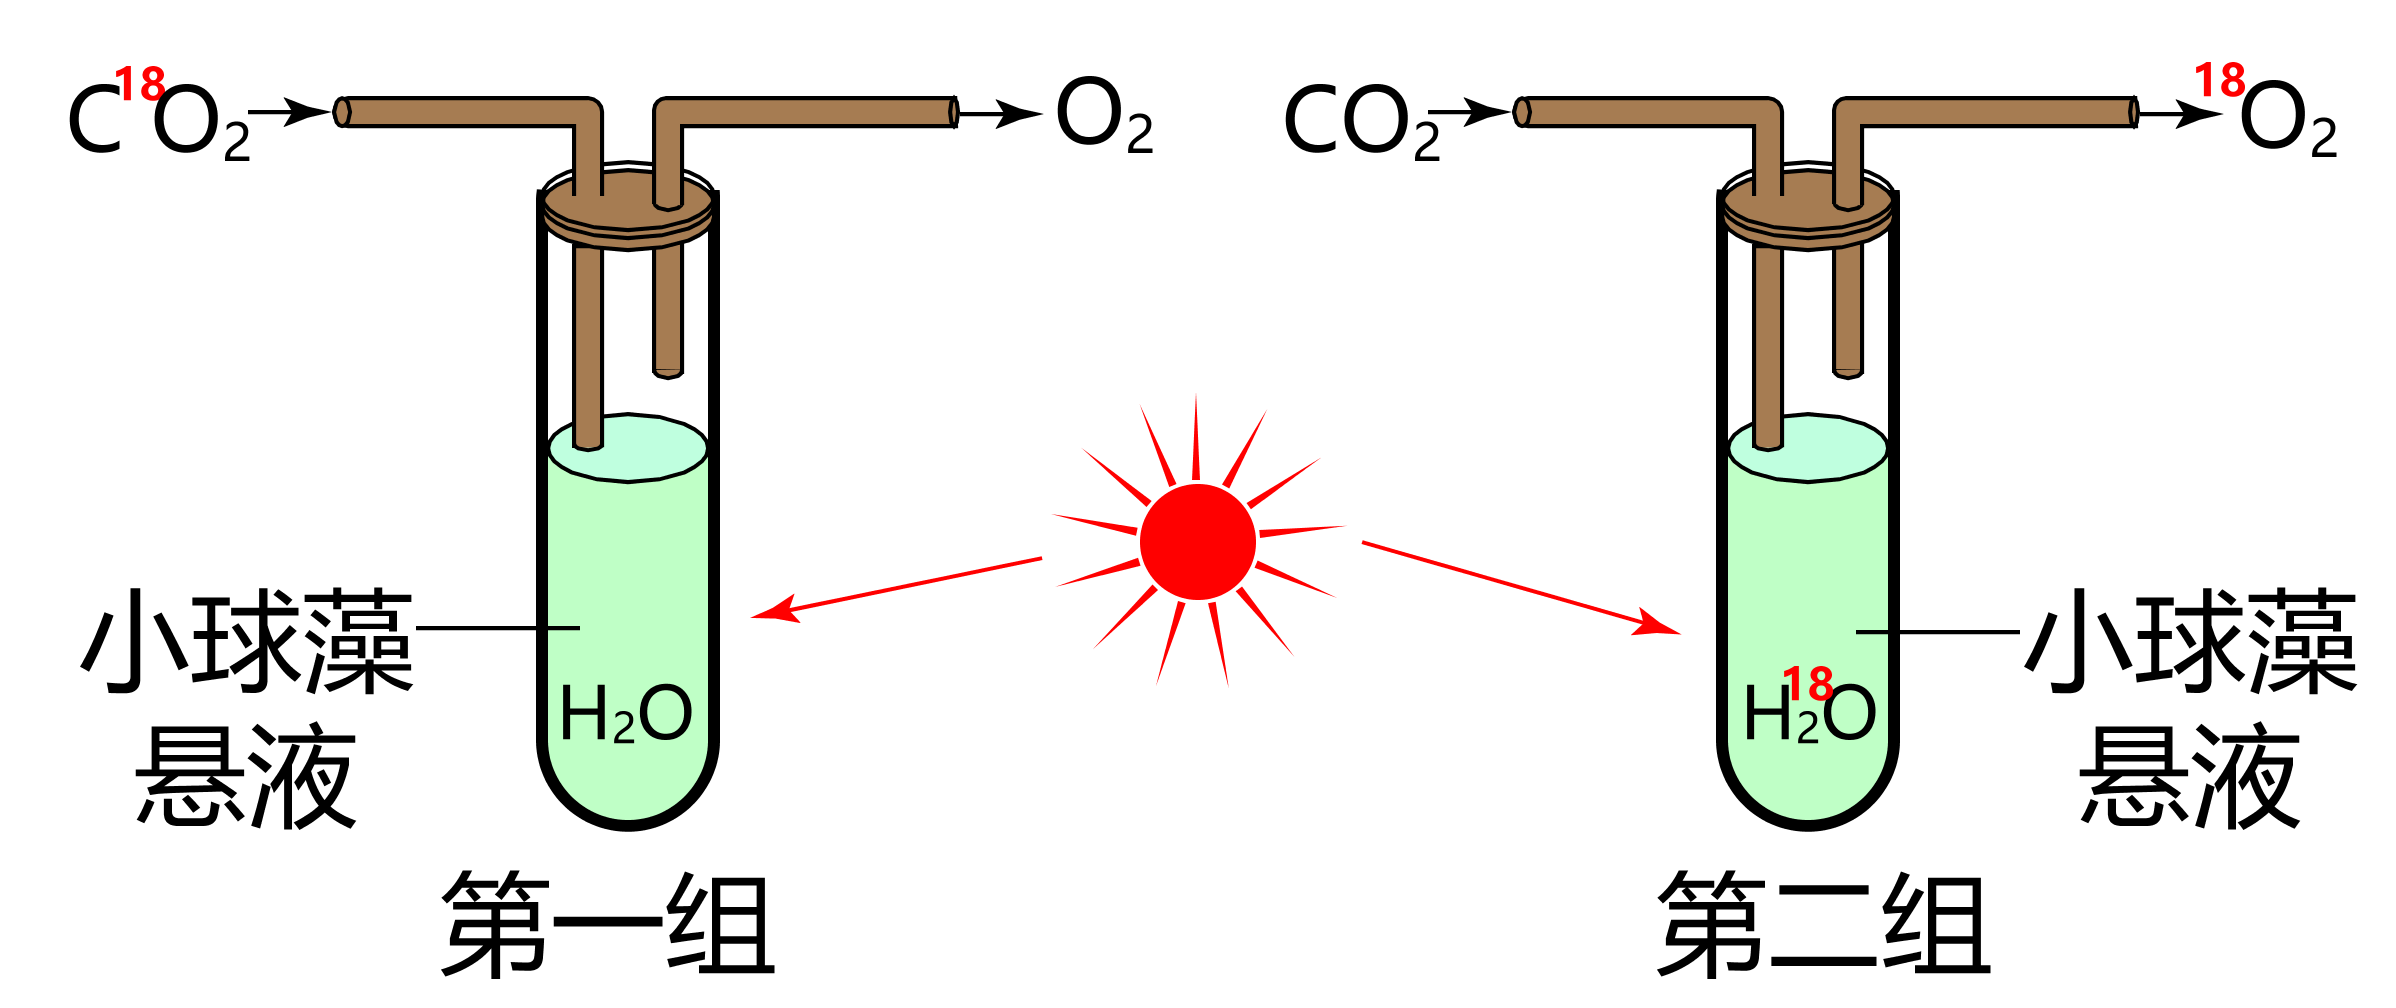 C¹⁸O₂
O₂
CO₂
¹⁸O₂
小球藻
悬液
H₂O
H₂¹⁸O
小球藻
悬液
第一组
第二组